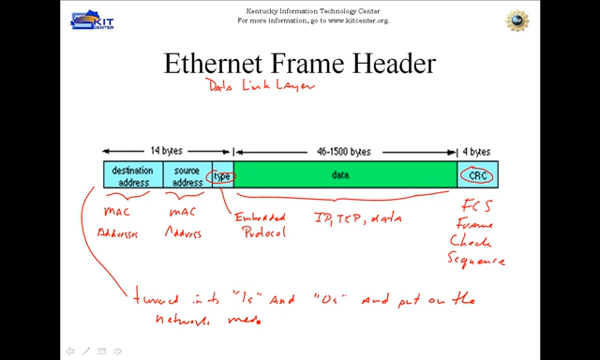 Kentucky Information Technology Center
For more information, go to www.kitcenter.org.
KIT
CENTER
Ethernet Frame Header
Data Link Layer
14 bytes 46-1500 bytes 4 bytes
destination address source address type data CRC
MAC Addresses MAC Address Embedded Protocol IP, TCP, data FCS
Frame
Check
Sequence
turned into "1s" and "0s" and put on the
network med